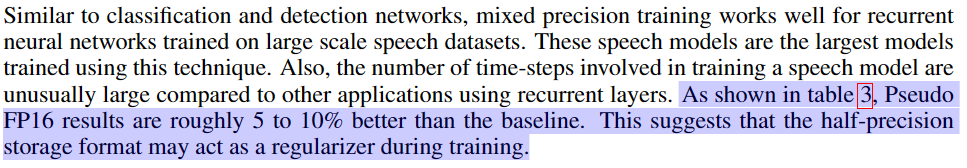 Similar to classification and detection networks, mixed precision training works well for recurrent
neural networks trained on large scale speech datasets. These speech models are the largest models
trained using this technique. Also, the number of time-steps involved in training a speech model are
unusually large compared to other applications using recurrent layers. As shown in table 3, Pseudo
FP16 results are roughly 5 to 10% better than the baseline. This suggests that the half-precision
storage format may act as a regularizer during training.